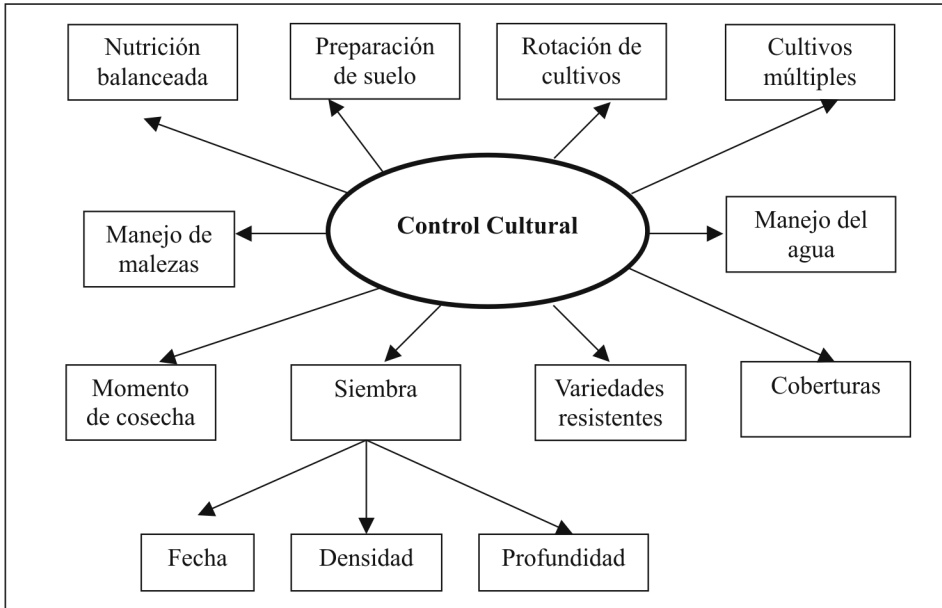 Nutrición
balanceada
Preparación
de suelo
Rotación de
cultivos
Cultivos
múltiples
Control Cultural
Manejo de
malezas
Manejo del
agua
Momento
de cosecha
Siembra
Variedades
resistentes
Coberturas
Fecha
Densidad
Profundidad